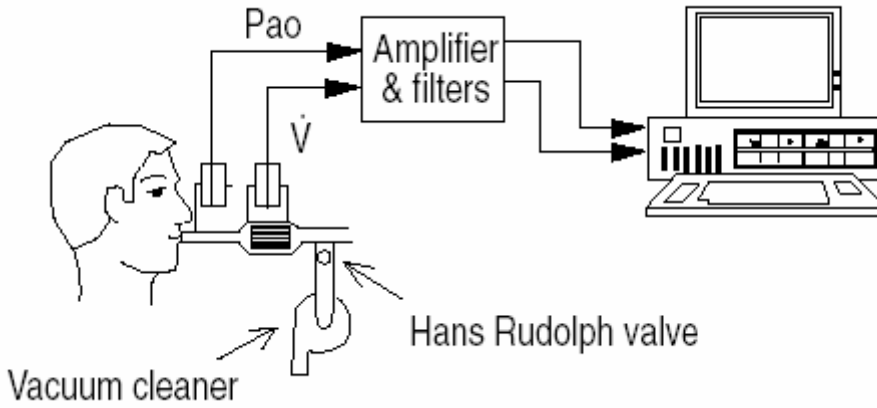 Pao
Amplifier
& filters
V̇
Hans Rudolph valve
Vacuum cleaner